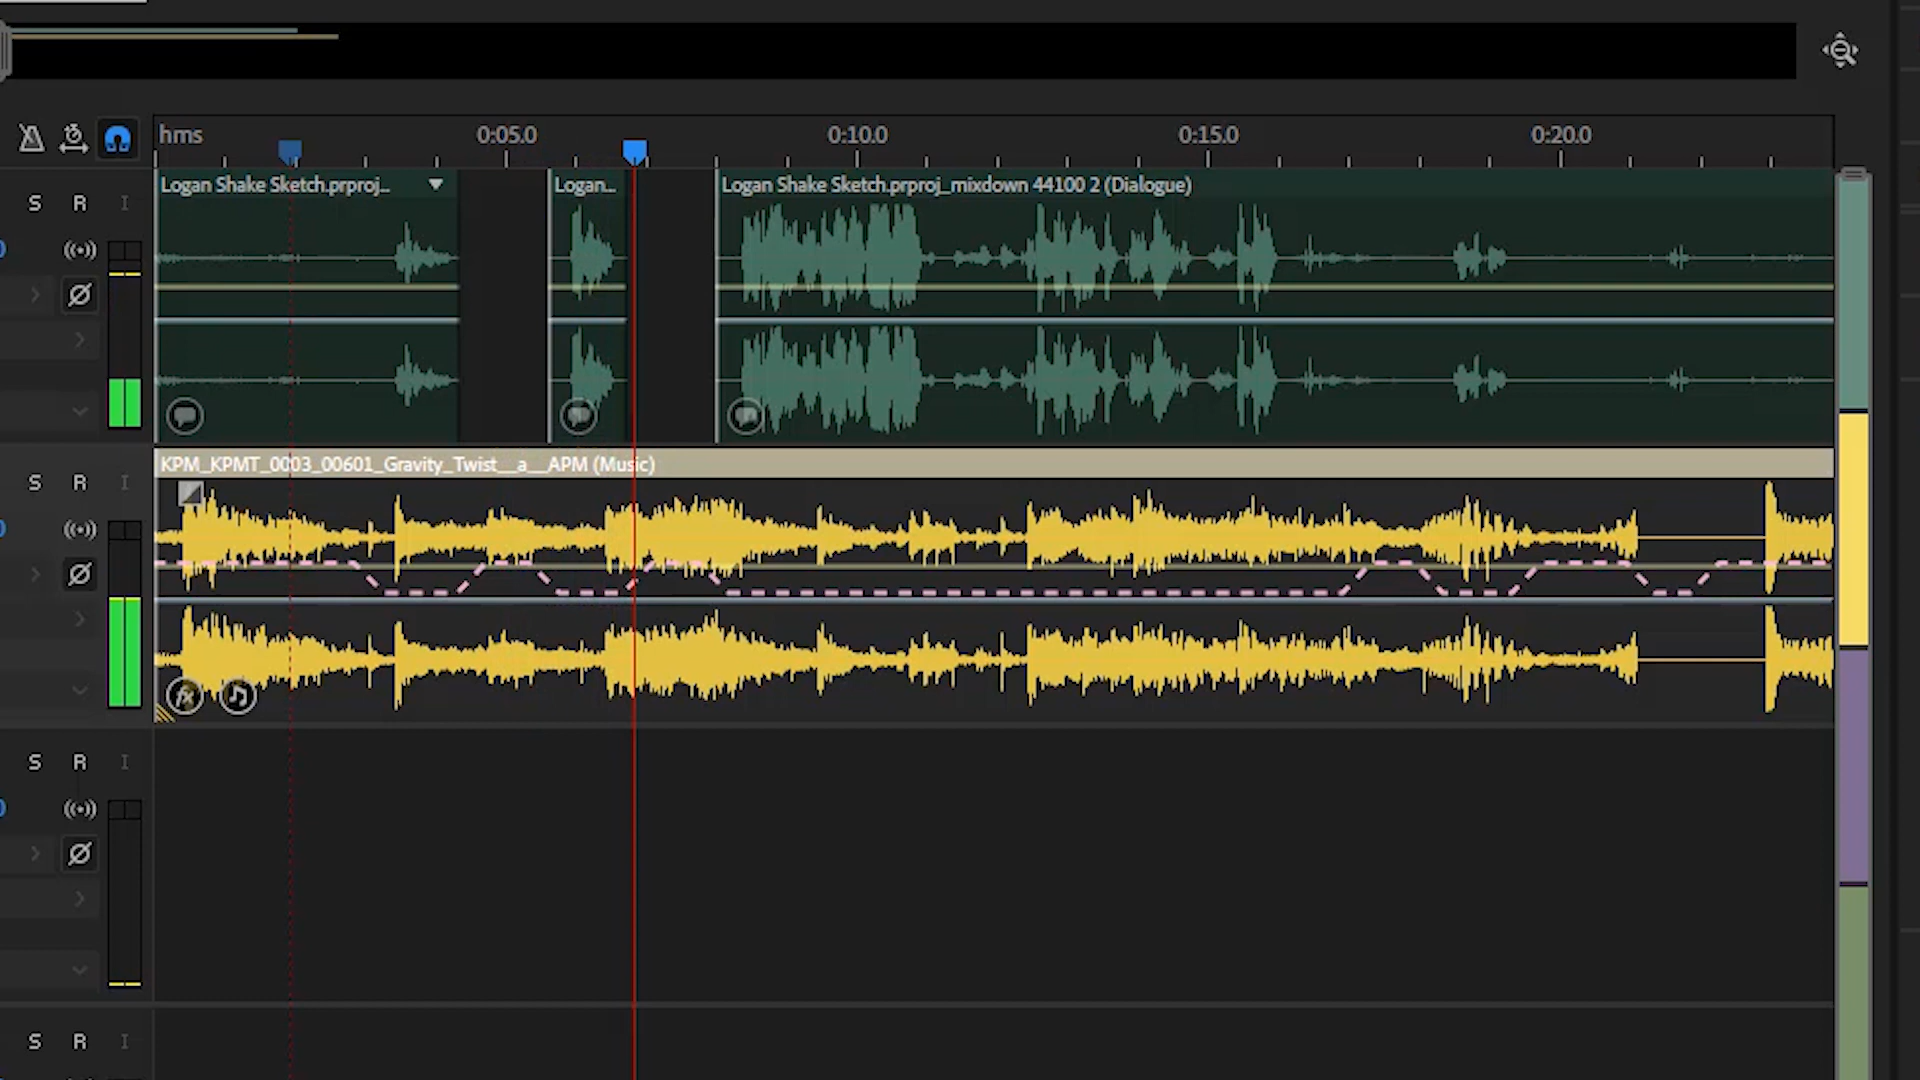 hms 0:05.0 0:10.0 0:15.0 0:20.0
Logan Shake Sketch.prproj... Logan... Logan Shake Sketch.prproj_mixdown 44100 2 (Dialogue)
S R I
KPM_KPMT_0003_00601_Gravity_Twist__a__APM (Music)
S R I
fx
S R I
S R I